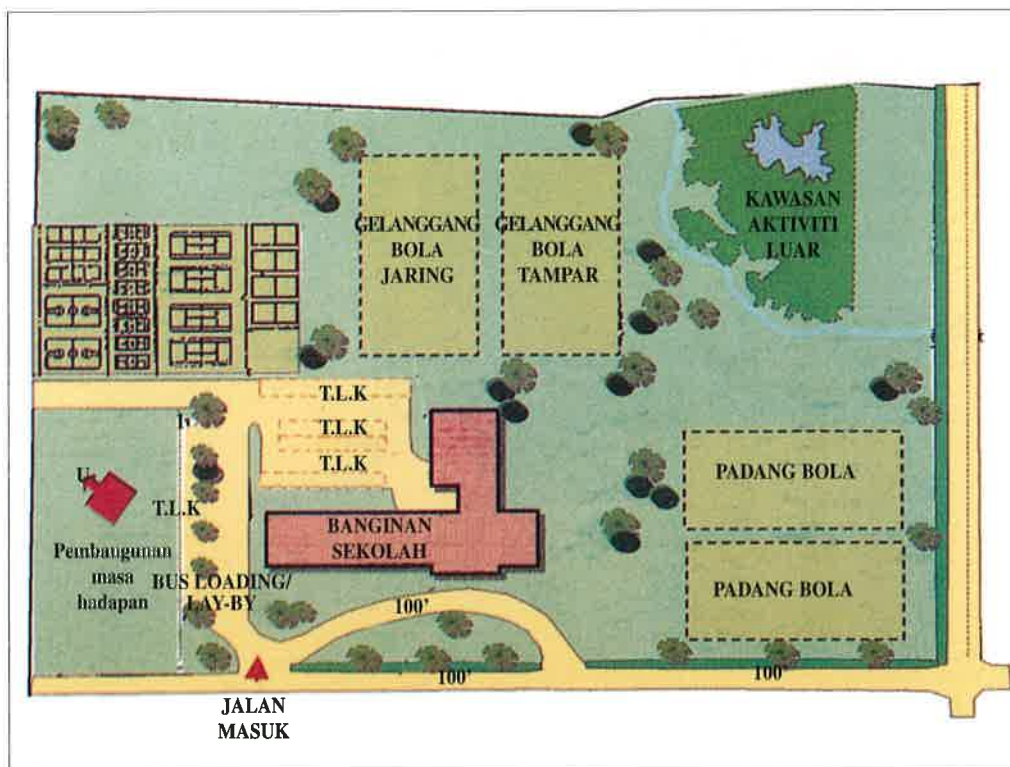 GELANGGANG
BOLA
JARING
GELANGGANG
BOLA
TAMPAR
KAWASAN
AKTIVITI
LUAR
T.L.K
T.L.K
T.L.K
U
T.L.K
BANGINAN
SEKOLAH
PADANG BOLA
PADANG BOLA
Pembaugunan
masa
hadapan
BUS LOADING/
LAY-BY
100'
100'
100'
JALAN
MASUK